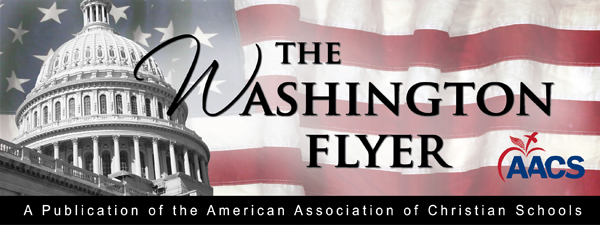 THE
WASHINGTON
FLYER
AACS
A Publication of the American Association of Christian Schools